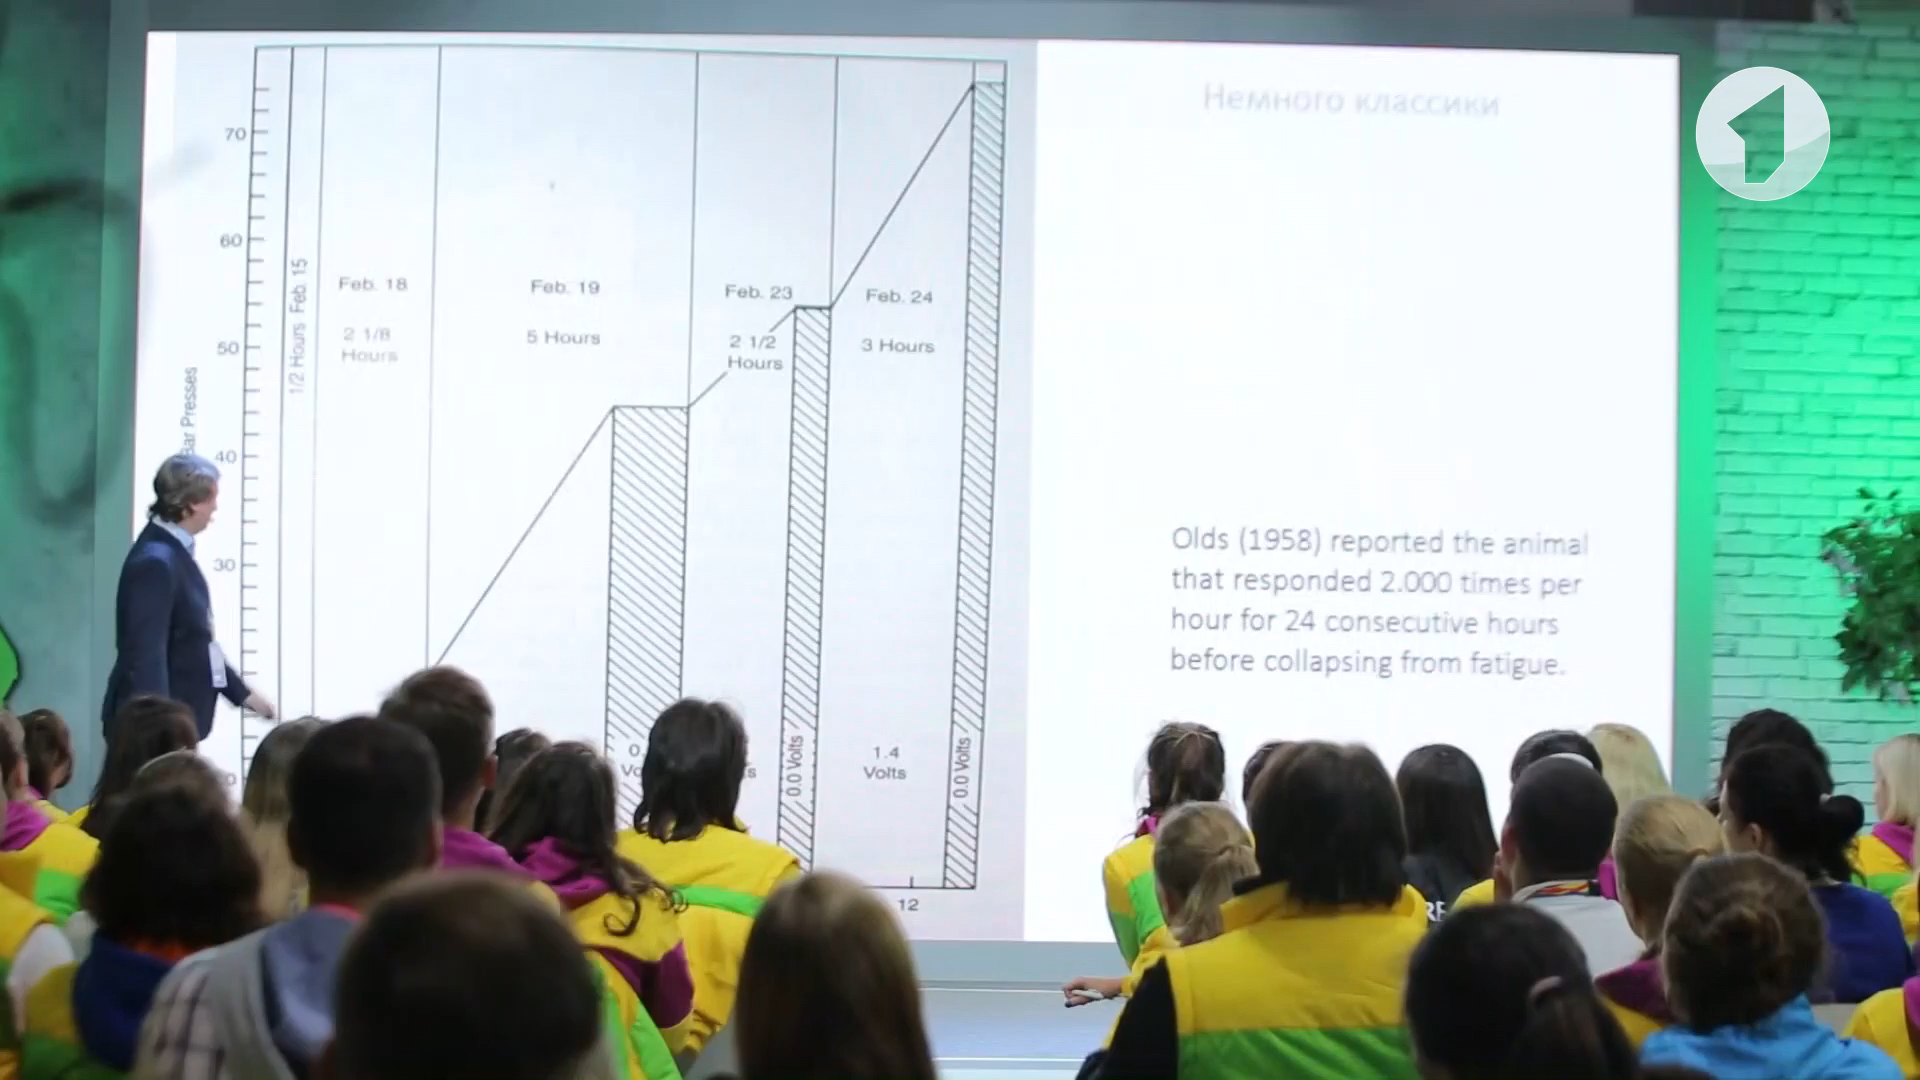 Немного классики
70
60
50
40
30
Bar Presses
1/2 Hours Feb. 15
Feb. 18
2 1/8
Hours
Feb. 19
5 Hours
Feb. 23
2 1/2
Hours
Feb. 24
3 Hours
0.0 Volts
1.4
Volts
0.0 Volts
12
Olds (1958) reported the animal
that responded 2.000 times per
hour for 24 consecutive hours
before collapsing from fatigue.